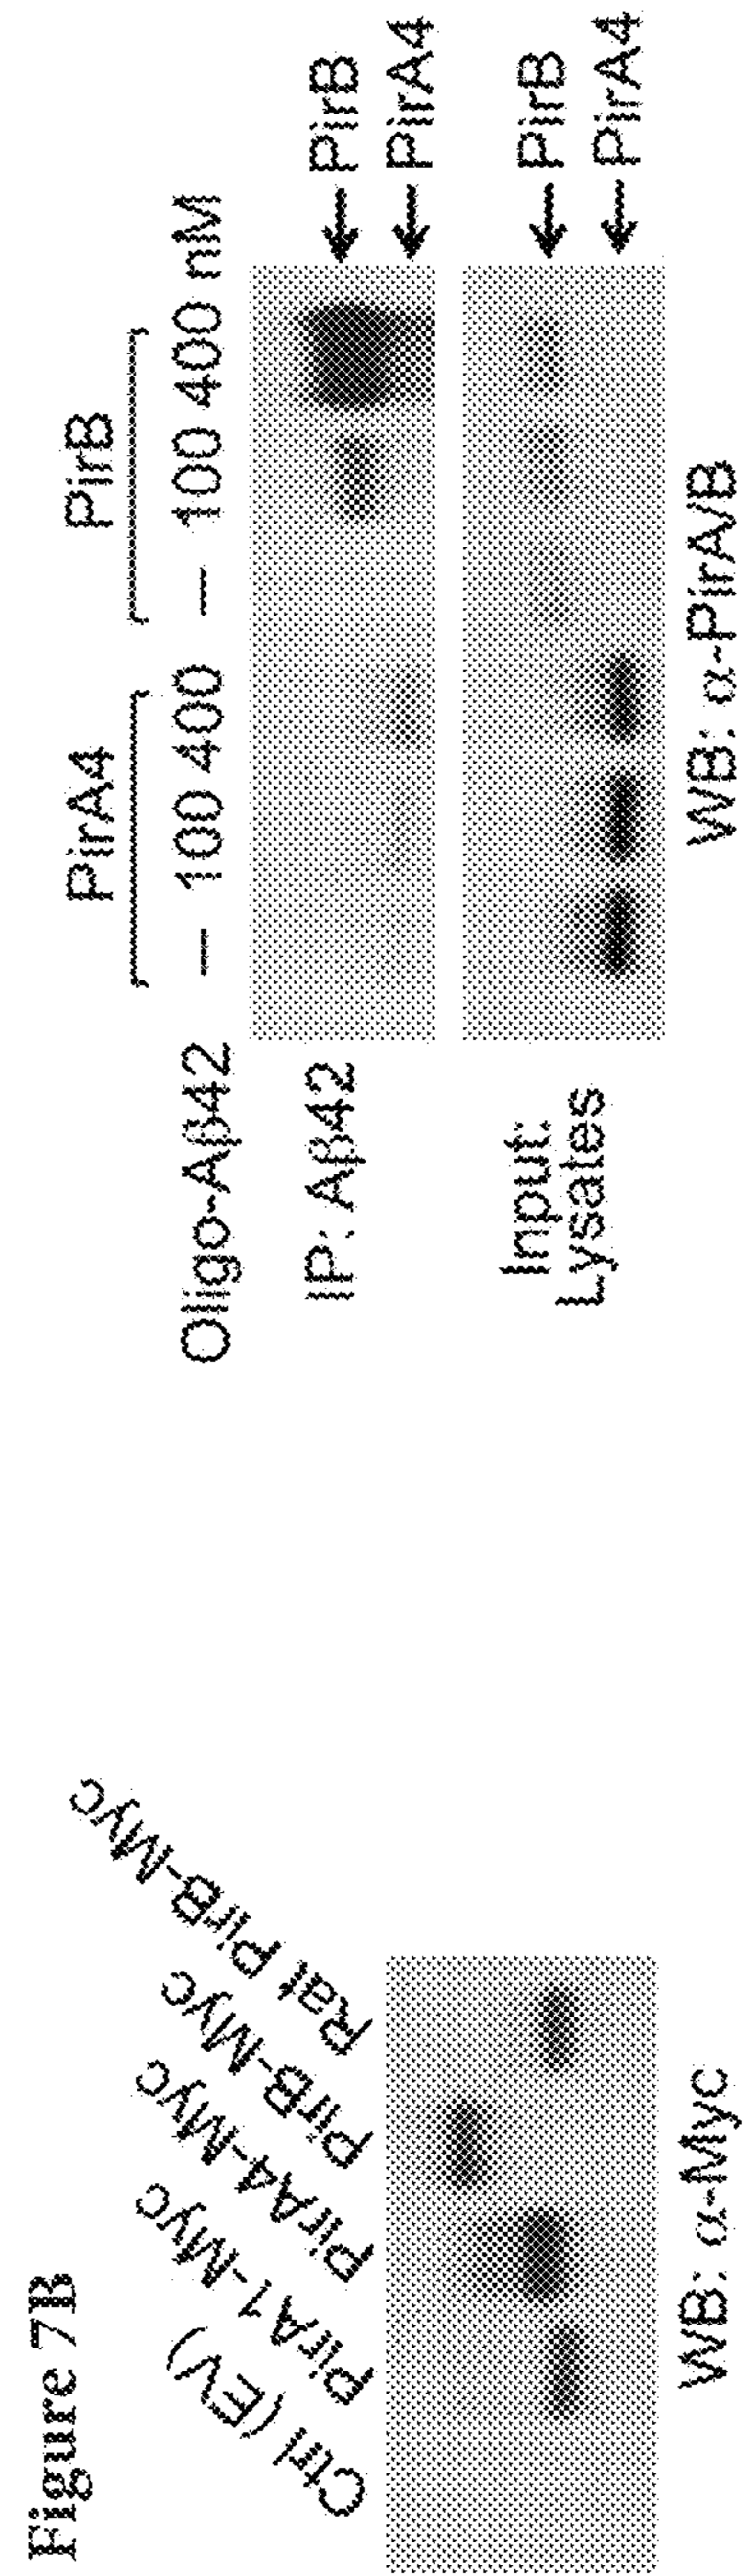 Figure 7B
Ctrl (EV)
PirA1-Myc
PirA4-Myc
PirB-Myc
Rat PirB-Myc
WB: α-Myc
PirA4 PirB
Oligo-Aβ42 – 100 400 – 100 400 nM
IP: Aβ42
PirB
PirA4
Input:
Lysates
PirB
PirA4
WB: α-PirA/B